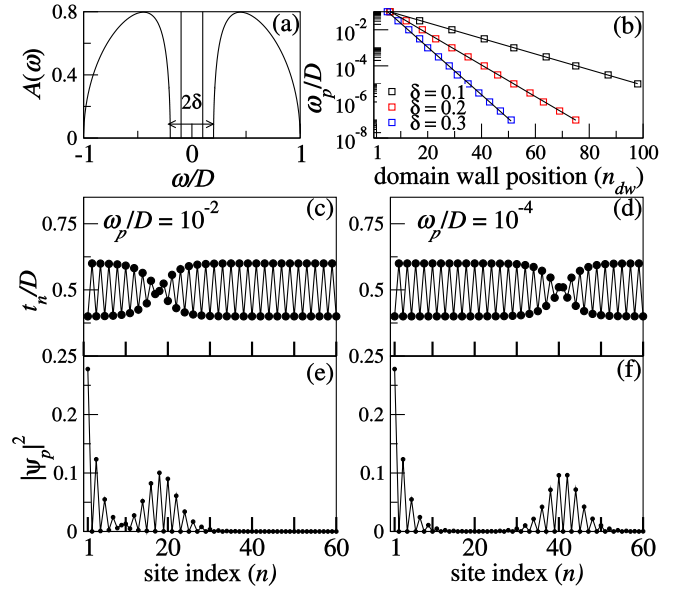 0.8
0.4
0
A(ω)
(a)
2δ
-1 0 1
ω/D
10⁻²
10⁻⁴
10⁻⁶
10⁻⁸
ω_p/D
(b)
δ = 0.1
δ = 0.2
δ = 0.3
1 20 40 60 80 100
domain wall position (n_dw)
0.75
0.5
0.25
t_n/D
ω_p/D = 10⁻²
(c)
ω_p/D = 10⁻⁴
(d)
0.2
0.1
0
|ψ_p|²
(e)
(f)
1 20 40 60
site index (n)
1 20 40 60
site index (n)